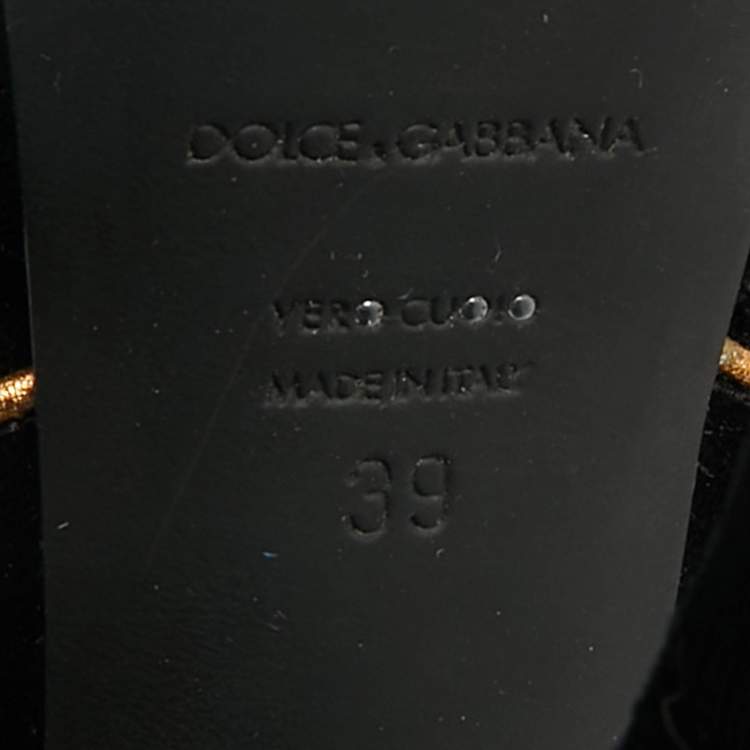 DOLCE & GABBANA
VERO CUOIO
MADE IN ITALY
39